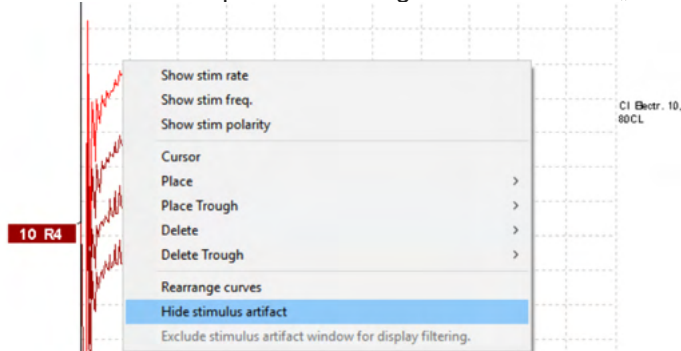 Show stim rate
Show stim freq.
Show stim polarity
CI Electr. 10,
80CL
Cursor
Place
Place Trough
Delete
10 R4
Delete Trough
Rearrange curves
Hide stimulus artifact
Exclude stimulus artifact window for display filtering.